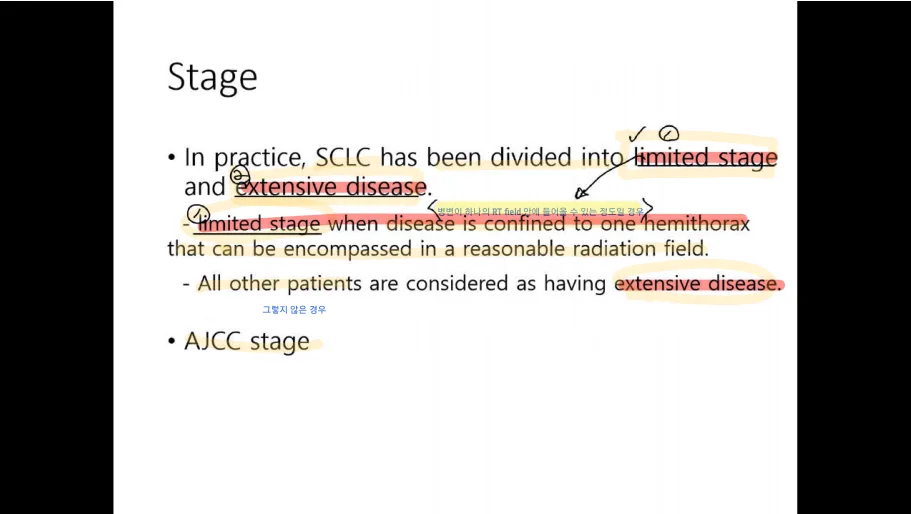 Stage
• In practice, SCLC has been divided into limited stage
and extensive disease.
병변이 하나의 RT field 안에 들어올 수 있는 정도일 경우
- limited stage when disease is confined to one hemithorax
that can be encompassed in a reasonable radiation field.
- All other patients are considered as having extensive disease.
그렇지 않은 경우
• AJCC stage